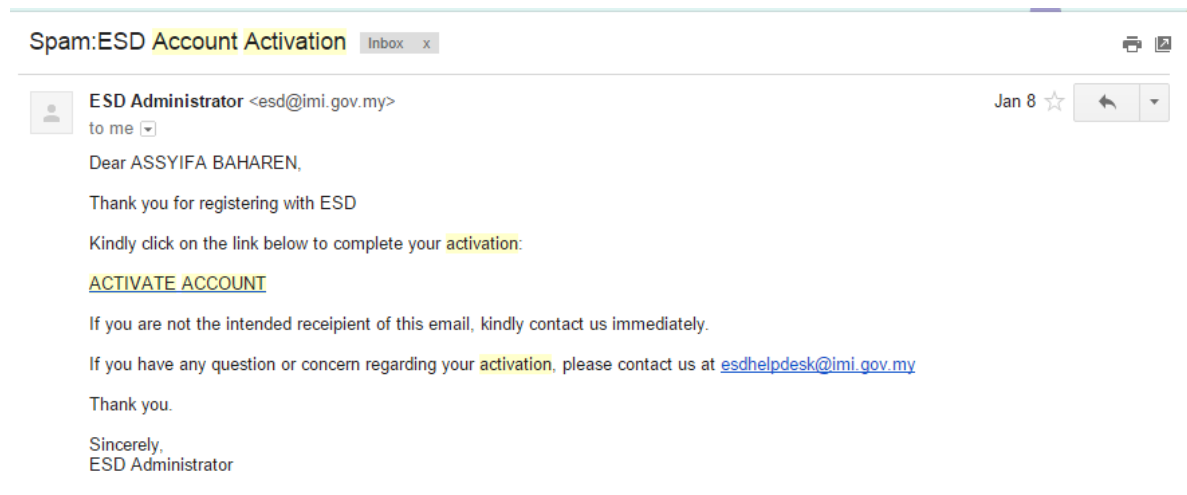 Spam:ESD Account Activation Inbox x
ESD Administrator <esd@imi.gov.my> Jan 8
to me
Dear ASSYIFA BAHAREN,
Thank you for registering with ESD
Kindly click on the link below to complete your activation:
ACTIVATE ACCOUNT
If you are not the intended receipient of this email, kindly contact us immediately.
If you have any question or concern regarding your activation, please contact us at esdhelpdesk@imi.gov.my
Thank you.
Sincerely,
ESD Administrator